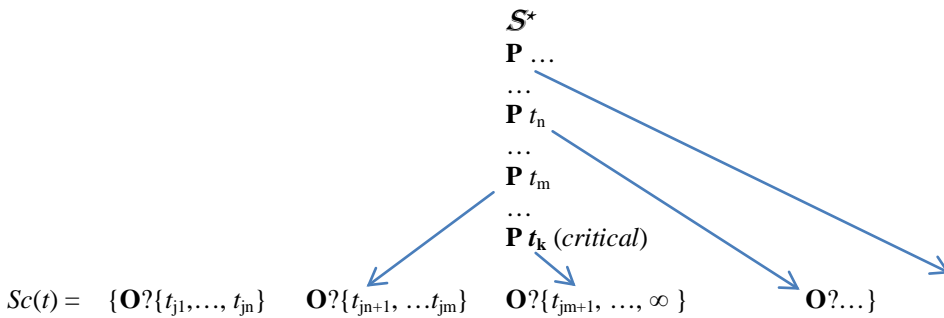 S*
P …
…
P tn
…
P tm
…
P tk (critical)
Sc(t) = {O?{tj1,…, tjn} O?{tjn+1, …tjm} O?{tjm+1, …, ∞ } O?…}